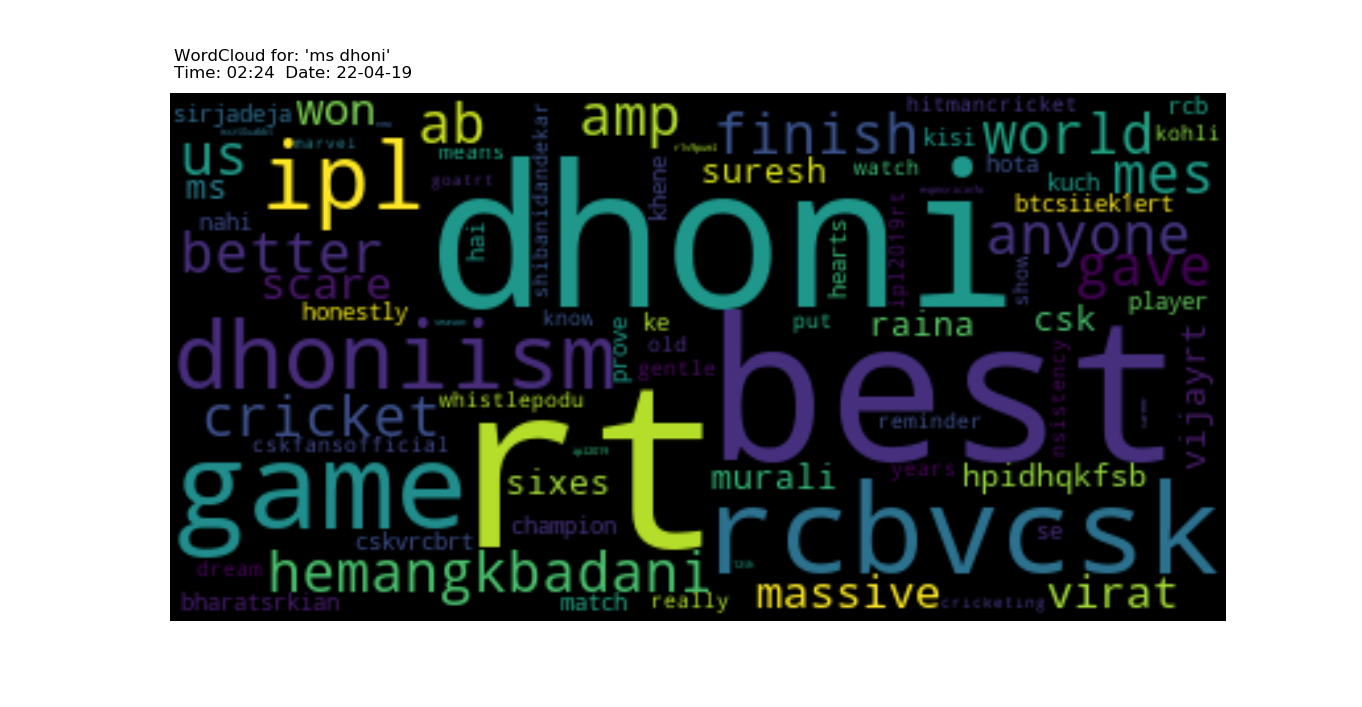 WordCloud for: 'ms dhoni'
Time: 02:24  Date: 22-04-19
sirjadeja
won
ab
amp
finish
hitmancricket
rcb
kisi
world
kohli
us
ipl
marvel
means
shibanidandekar
khene
suresh
watch
hota
mes
ms
goatrt
dhoni
kuch
btcsiiek1ert
nahi
better
hai
hearts
ipl2019rt
anyone
gave
scare
show
player
honestly
season
know
ke
put
raina
csk
dhoniism
prove
old
gentle
best
nsistency
vijayrt
cricket
whistlepodu
rt
reminder
cskfansofficial
ipl2019
game
sixes
murali
years
hpidhqkfsb
champion
rcbvcsk
se
cskvrcbrt
dream
hemangkbadani
bharatsrkian
match
really
massive
cricketing
virat